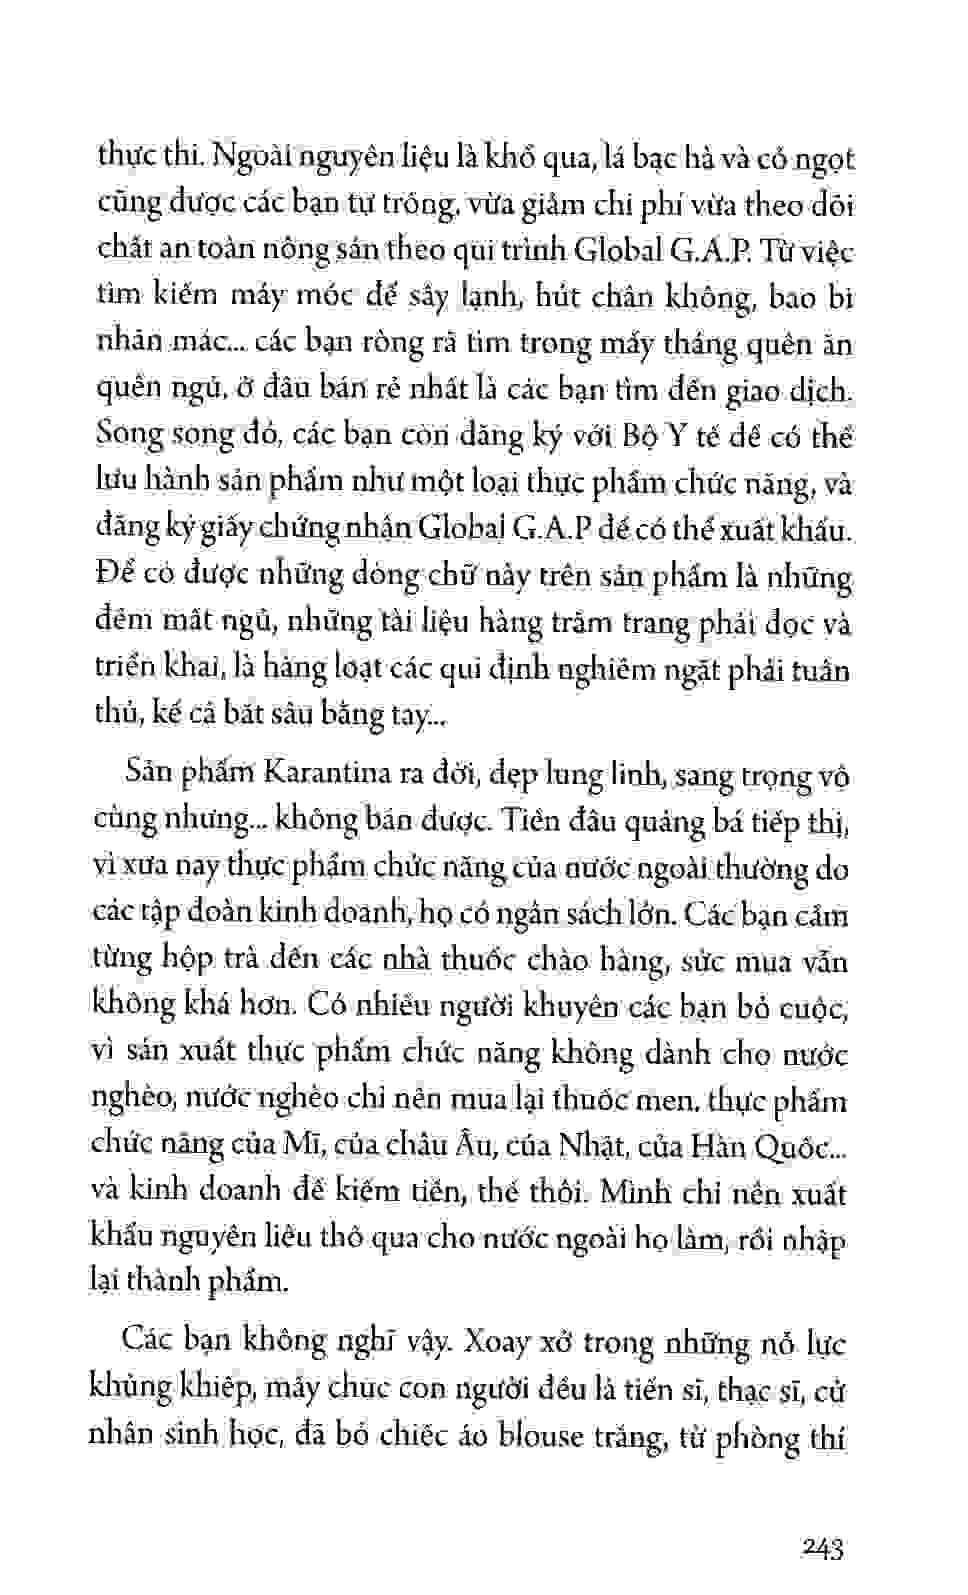 thực thi. Ngoài nguyên liệu là khổ qua, lá bạc hà và cỏ ngọt
cũng được các bạn tự trồng, vừa giảm chi phí vừa theo dõi
chất an toàn nông sản theo qui trình Global G.A.P. Từ việc
tìm kiếm máy móc để sấy lạnh, hút chân không, bao bì
nhãn mác... các bạn ròng rã tìm trong mấy tháng quên ăn
quên ngủ, ở đâu bán rẻ nhất là các bạn tìm đến giao dịch.
Song song đó, các bạn còn đăng ký với Bộ Y tế để có thể
lưu hành sản phẩm như một loại thực phẩm chức năng, và
đăng ký giấy chứng nhận Global G.A.P để có thể xuất khẩu.
Để có được những dòng chữ này trên sản phẩm là những
đêm mất ngủ, những tài liệu hàng trăm trang phải đọc và
triển khai, là hàng loạt các qui định nghiêm ngặt phải tuân
thủ, kể cả bắt sâu bằng tay...
Sản phẩm Karantina ra đời, đẹp lung linh, sang trọng vô
cùng nhưng... không bán được. Tiền đâu quảng bá tiếp thị,
vì xưa nay thực phẩm chức năng của nước ngoài thường do
các tập đoàn kinh doanh, họ có ngân sách lớn. Các bạn cầm
từng hộp trà đến các nhà thuốc chào hàng, sức mua vẫn
không khá hơn. Có nhiều người khuyên các bạn bỏ cuộc,
vì sản xuất thực phẩm chức năng không dành cho nước
nghèo, nước nghèo chỉ nên mua lại thuốc men, thực phẩm
chức năng của Mĩ, của châu Âu, của Nhật, của Hàn Quốc...
và kinh doanh để kiếm tiền, thế thôi. Mình chỉ nên xuất
khẩu nguyên liệu thô qua cho nước ngoài họ làm, rồi nhập
lại thành phẩm.
Các bạn không nghĩ vậy. Xoay xở trong những nỗ lực
khủng khiếp, mấy chục con người đều là tiến sĩ, thạc sĩ, cử
nhân sinh học, đã bỏ chiếc áo blouse trắng, từ phòng thí
243